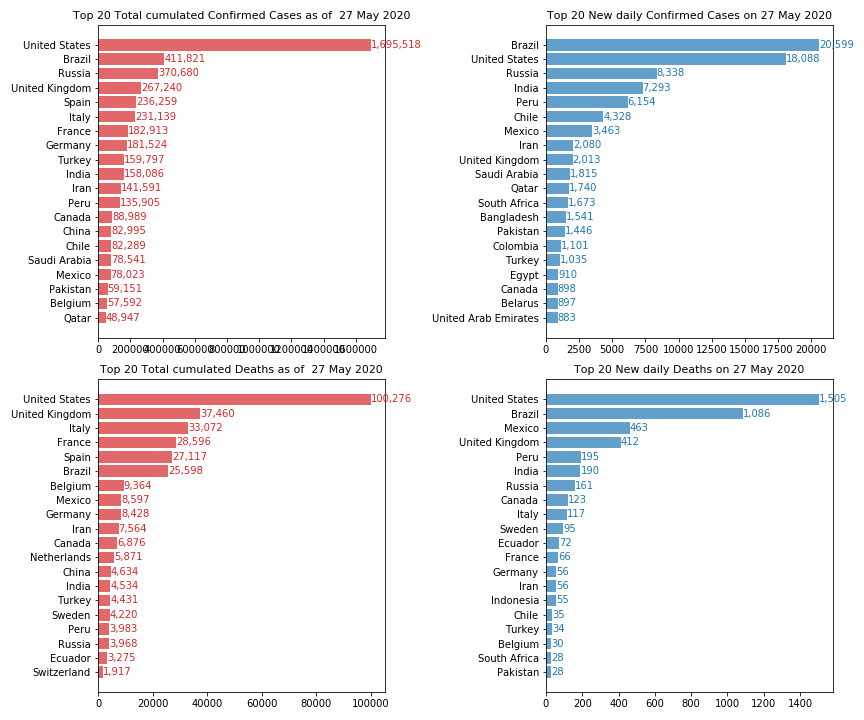 Top 20 Total cumulated Confirmed Cases as of  27 May 2020
United States 1,695,518
Brazil 411,821
Russia 370,680
United Kingdom 267,240
Spain 236,259
Italy 231,139
France 182,913
Germany 181,524
Turkey 159,797
India 158,086
Iran 141,591
Peru 135,905
Canada 88,989
China 82,995
Chile 82,289
Saudi Arabia 78,541
Mexico 78,023
Pakistan 59,151
Belgium 57,592
Qatar 48,947
0 200000 400000 600000 800000 1000000 1200000 1400000 1600000
Top 20 New daily Confirmed Cases on 27 May 2020
Brazil 20,599
United States 18,088
Russia 8,338
India 7,293
Peru 6,154
Chile 4,328
Mexico 3,463
Iran 2,080
United Kingdom 2,013
Saudi Arabia 1,815
Qatar 1,740
South Africa 1,673
Bangladesh 1,541
Pakistan 1,446
Colombia 1,101
Turkey 1,035
Egypt 910
Canada 898
Belarus 897
United Arab Emirates 883
0 2500 5000 7500 10000 12500 15000 17500 20000
Top 20 Total cumulated Deaths as of  27 May 2020
United States 100,276
United Kingdom 37,460
Italy 33,072
France 28,596
Spain 27,117
Brazil 25,598
Belgium 9,364
Mexico 8,597
Germany 8,428
Iran 7,564
Canada 6,876
Netherlands 5,871
China 4,634
India 4,534
Turkey 4,431
Sweden 4,220
Peru 3,983
Russia 3,968
Ecuador 3,275
Switzerland 1,917
0 20000 40000 60000 80000 100000
Top 20 New daily Deaths on 27 May 2020
United States 1,505
Brazil 1,086
Mexico 463
United Kingdom 412
Peru 195
India 190
Russia 161
Canada 123
Italy 117
Sweden 95
Ecuador 72
France 66
Germany 56
Iran 56
Indonesia 55
Chile 35
Turkey 34
Belgium 30
South Africa 28
Pakistan 28
0 200 400 600 800 1000 1200 1400